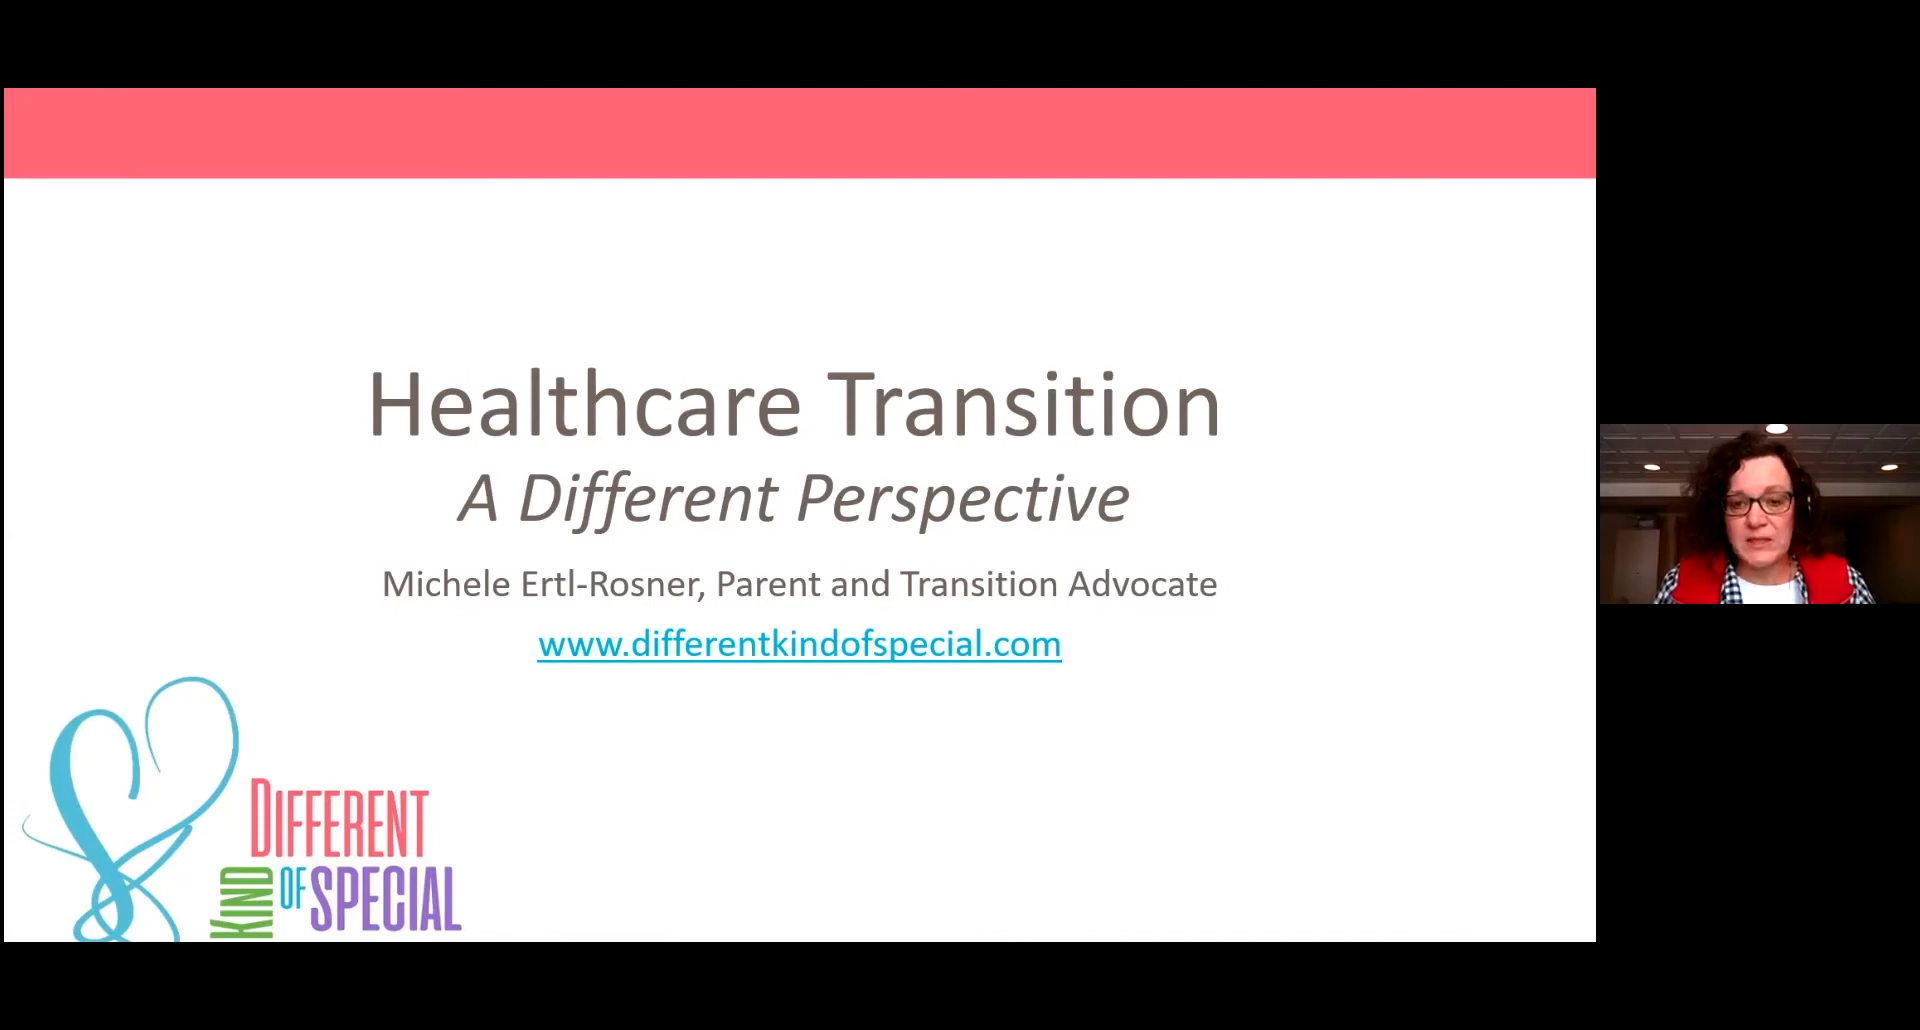 Healthcare Transition
A Different Perspective
Michele Ertl-Rosner, Parent and Transition Advocate
www.differentkindofspecial.com
DIFFERENT
KIND OF SPECIAL